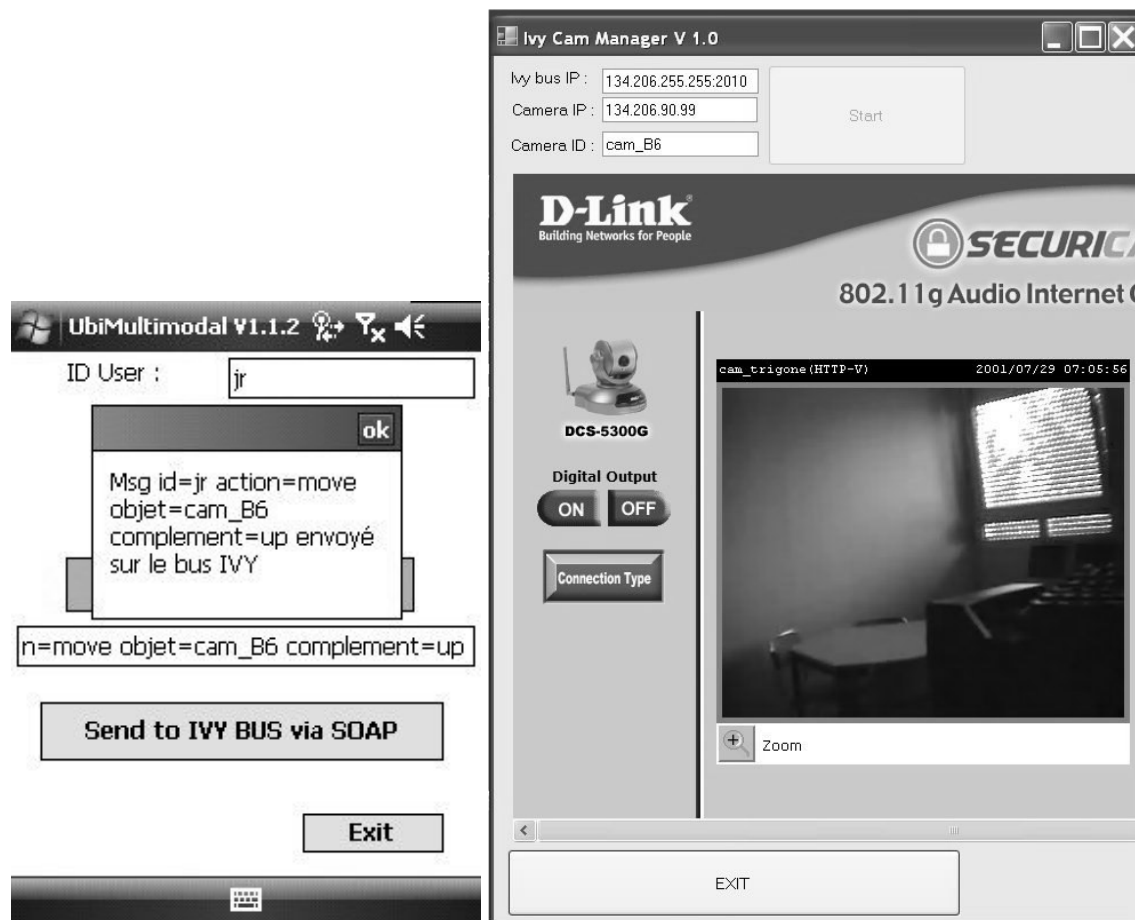 UbiMultimodal V1.1.2
ID User :
jr
ok
Msg id=jr action=move
objet=cam_B6
complement=up envoyé
sur le bus IVY
n=move objet=cam_B6 complement=up
Send to IVY BUS via SOAP
Exit
Ivy Cam Manager V 1.0
Ivy bus IP :
134.206.255.255:2010
Camera IP :
134.206.90.99
Camera ID :
cam_B6
Start
D-Link
Building Networks for People
SECURICA
802.11g Audio Internet
DCS-5300G
Digital Output
ON
OFF
Connection Type
cam_trigone(HTTP-V)
2001/07/29 07:05:56
Zoom
EXIT